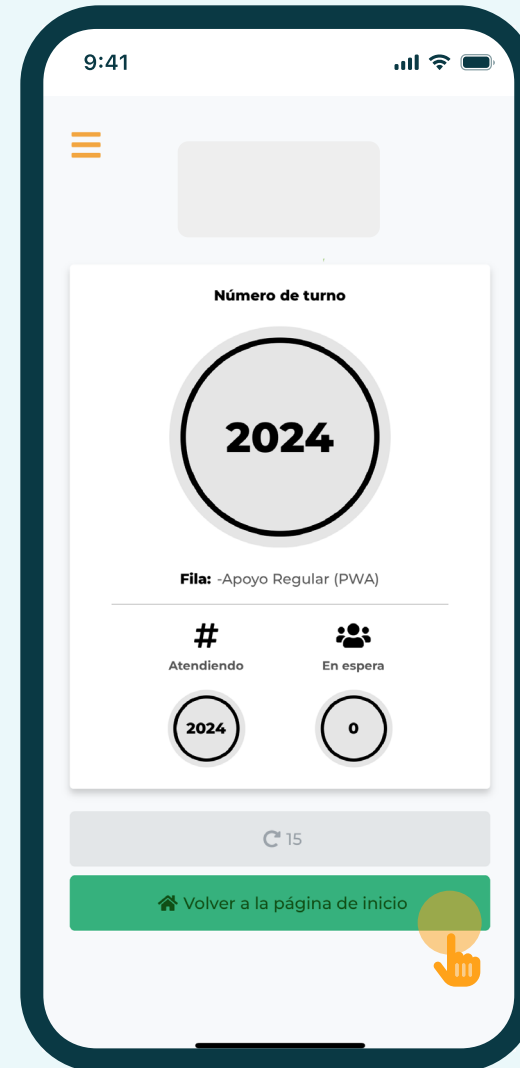 9:41
Número de turno
2024
Fila: -Apoyo Regular (PWA)
#
Atendiendo
En espera
2024
0
15
Volver a la página de inicio